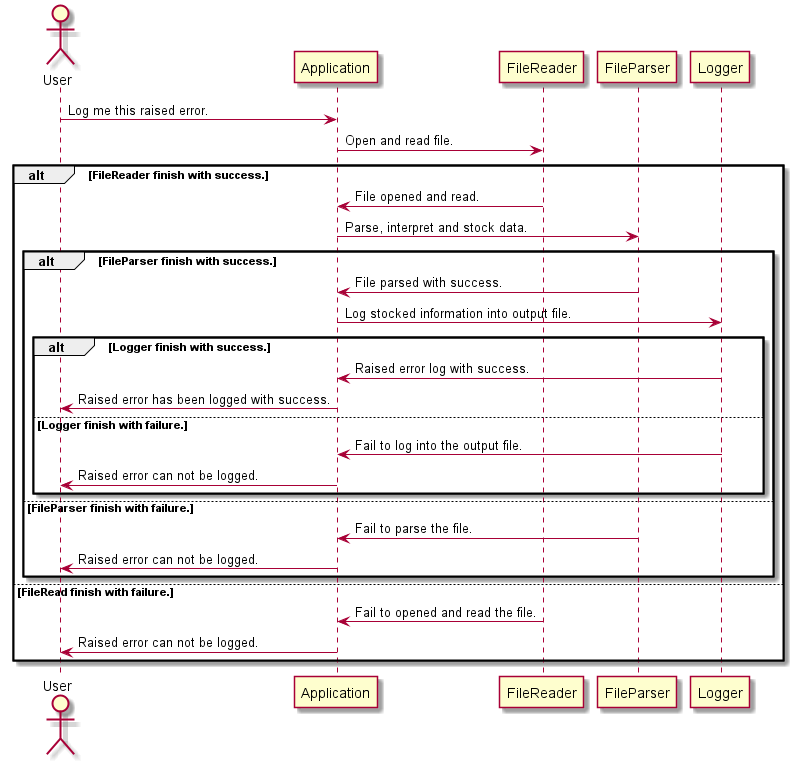 User
Application
FileReader
FileParser
Logger
Log me this raised error.
Open and read file.
alt [FileReader finish with success.]
File opened and read.
Parse, interpret and stock data.
alt [FileParser finish with success.]
File parsed with success.
Log stocked information into output file.
alt [Logger finish with success.]
Raised error log with success.
Raised error has been logged with success.
[Logger finish with failure.]
Fail to log into the output file.
Raised error can not be logged.
[FileParser finish with failure.]
Fail to parse the file.
Raised error can not be logged.
[FileRead finish with failure.]
Fail to opened and read the file.
Raised error can not be logged.
User
Application
FileReader
FileParser
Logger